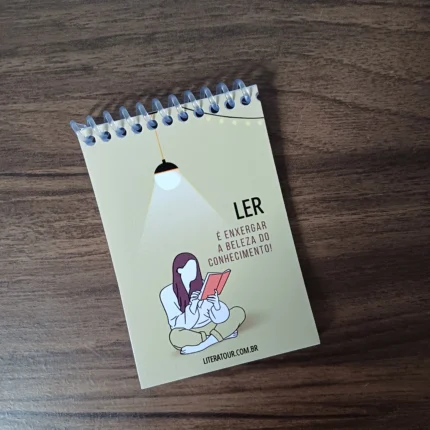 LER
É ENXERGAR
A BELEZA DO
CONHECIMENTO!
LITERATOUR.COM.BR